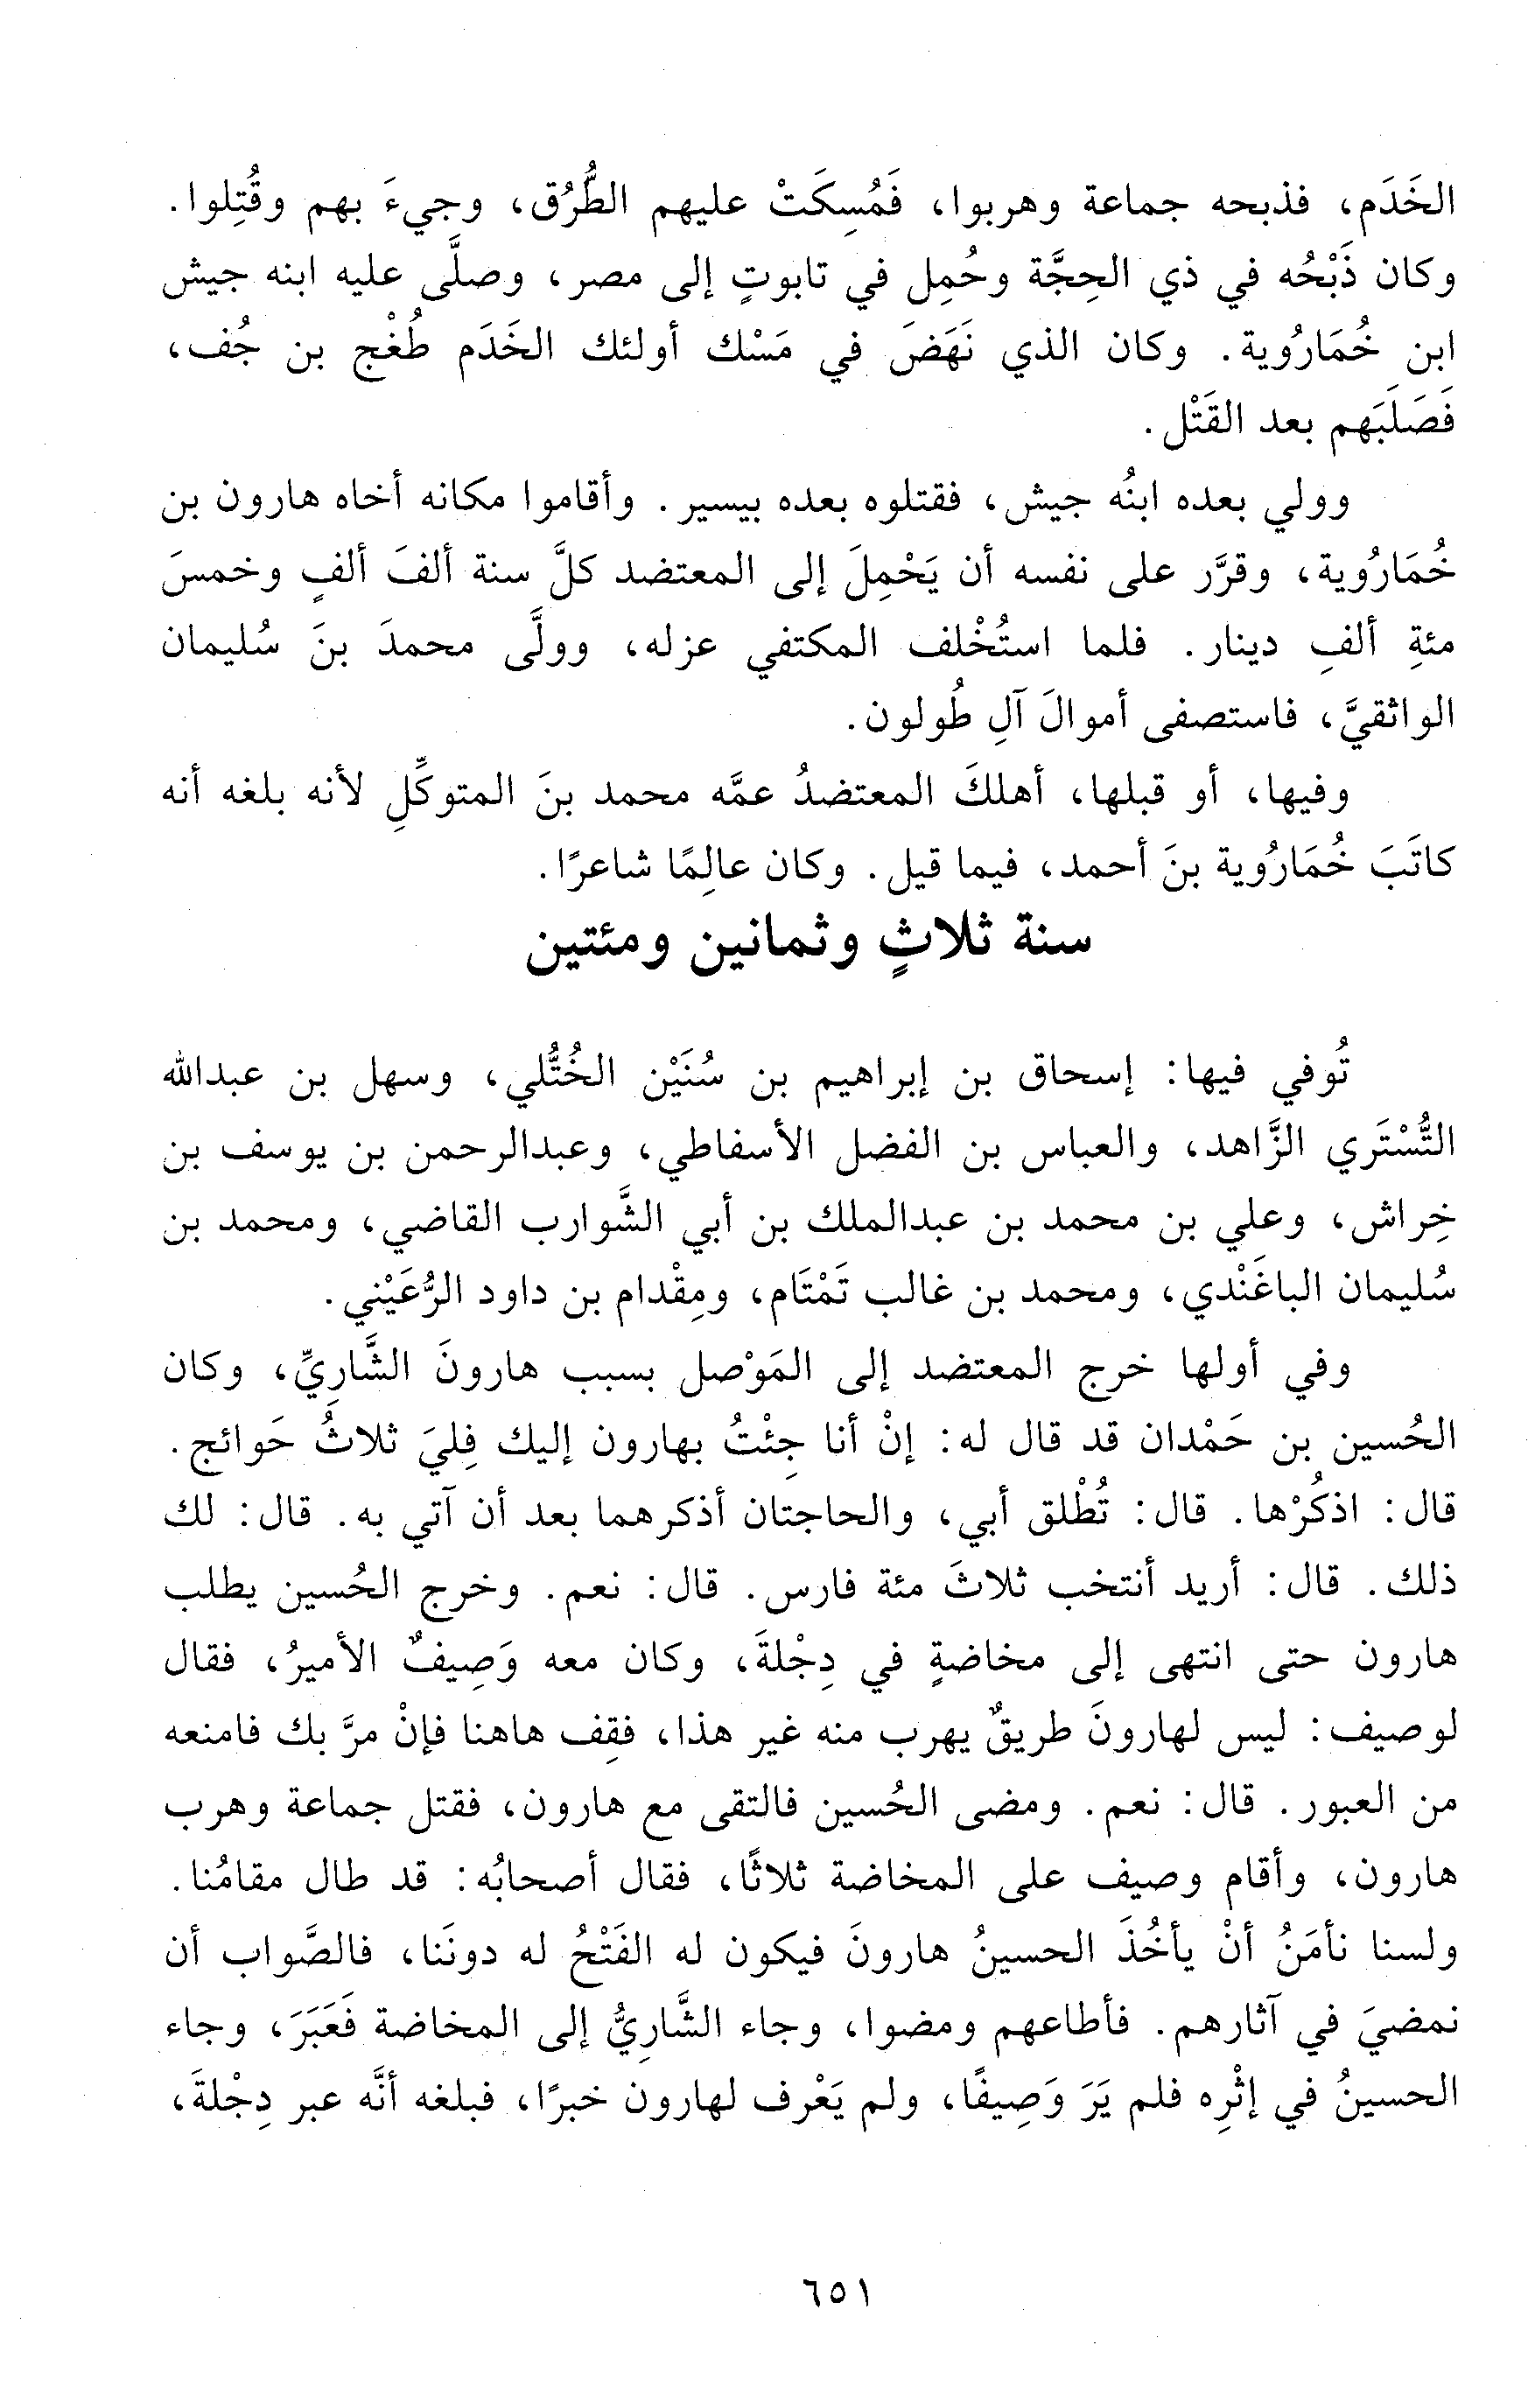 الخَدَم، فذبحه جماعة وهربوا، فَمُسِكَتْ عليهم الطُّرُق، وجيءَ بهم وقُتِلوا.
وكان ذَبْحُه في ذي الحِجَّة وحُمِل في تابوتٍ إلى مصر، وصلَّى عليه ابنه جيش
ابن خُمَارُوية. وكان الذي نَهَضَ في مَسْك أولئك الخَدَم طُغْج بن جُف،
فَصَلَبَهم بعد القَتْل.
وولي بعده ابنُه جيش، فقتلوه بعده بيسير. وأقاموا مكانه أخاه هارون بن
خُمَارُوية، وقرَّر على نفسه أن يَحْمِلَ إلى المعتضد كلَّ سنة ألفَ ألفٍ وخمسَ
مئةِ ألفِ دينار. فلما استُخْلف المكتفي عزله، وولَّى محمدَ بنَ سُليمان
الواثقيَّ، فاستصفى أموالَ آلِ طُولون.
وفيها، أو قبلها، أهلكَ المعتضدُ عمَّه محمد بنَ المتوكِّلِ لأنه بلغه أنه
كاتَبَ خُمَارُوية بنَ أحمد، فيما قيل. وكان عالِمًا شاعرًا.
سنة ثلاثٍ وثمانين ومئتين
تُوفي فيها: إسحاق بن إبراهيم بن سُنَيْن الخُتُّلي، وسهل بن عبدالله
التُّسْتَري الزَّاهد، والعباس بن الفضل الأسفاطي، وعبدالرحمن بن يوسف بن
خِراش، وعلي بن محمد بن عبدالملك بن أبي الشَّوارب القاضي، ومحمد بن
سُليمان الباغَنْدي، ومحمد بن غالب تَمْتَام، ومِقْدام بن داود الرُّعَيْني.
وفي أولها خرج المعتضد إلى المَوْصل بسبب هارونَ الشَّارِيِّ، وكان
الحُسين بن حَمْدان قد قال له: إنْ أنا جِئْتُ بهارون إليك فِليَ ثلاثُ حَوائج.
قال: اذكُرْها. قال: تُطْلق أبي، والحاجتان أذكرهما بعد أن آتي به. قال: لك
ذلك. قال: أريد أنتخب ثلاثَ مئة فارس. قال: نعم. وخرج الحُسين يطلب
هارون حتى انتهى إلى مخاضةٍ في دِجْلةَ، وكان معه وَصِيفٌ الأميرُ، فقال
لوصيف: ليس لهارونَ طريقٌ يهرب منه غير هذا، فقِف هاهنا فإنْ مرَّ بك فامنعه
من العبور. قال: نعم. ومضى الحُسين فالتقى مع هارون، فقتل جماعة وهرب
هارون، وأقام وصيف على المخاضة ثلاثًا، فقال أصحابُه: قد طال مقامُنا.
ولسنا نأمَنُ أنْ يأخُذَ الحسينُ هارونَ فيكون له الفَتْحُ له دونَنا، فالصَّواب أن
نمضيَ في آثارهم. فأطاعهم ومضوا، وجاء الشَّارِيُّ إلى المخاضة فَعَبَرَ، وجاء
الحسينُ في إثْرِه فلم يَرَ وَصِيفًا، ولم يَعْرف لهارون خبرًا، فبلغه أنَّه عبر دِجْلةَ،
٦٥١